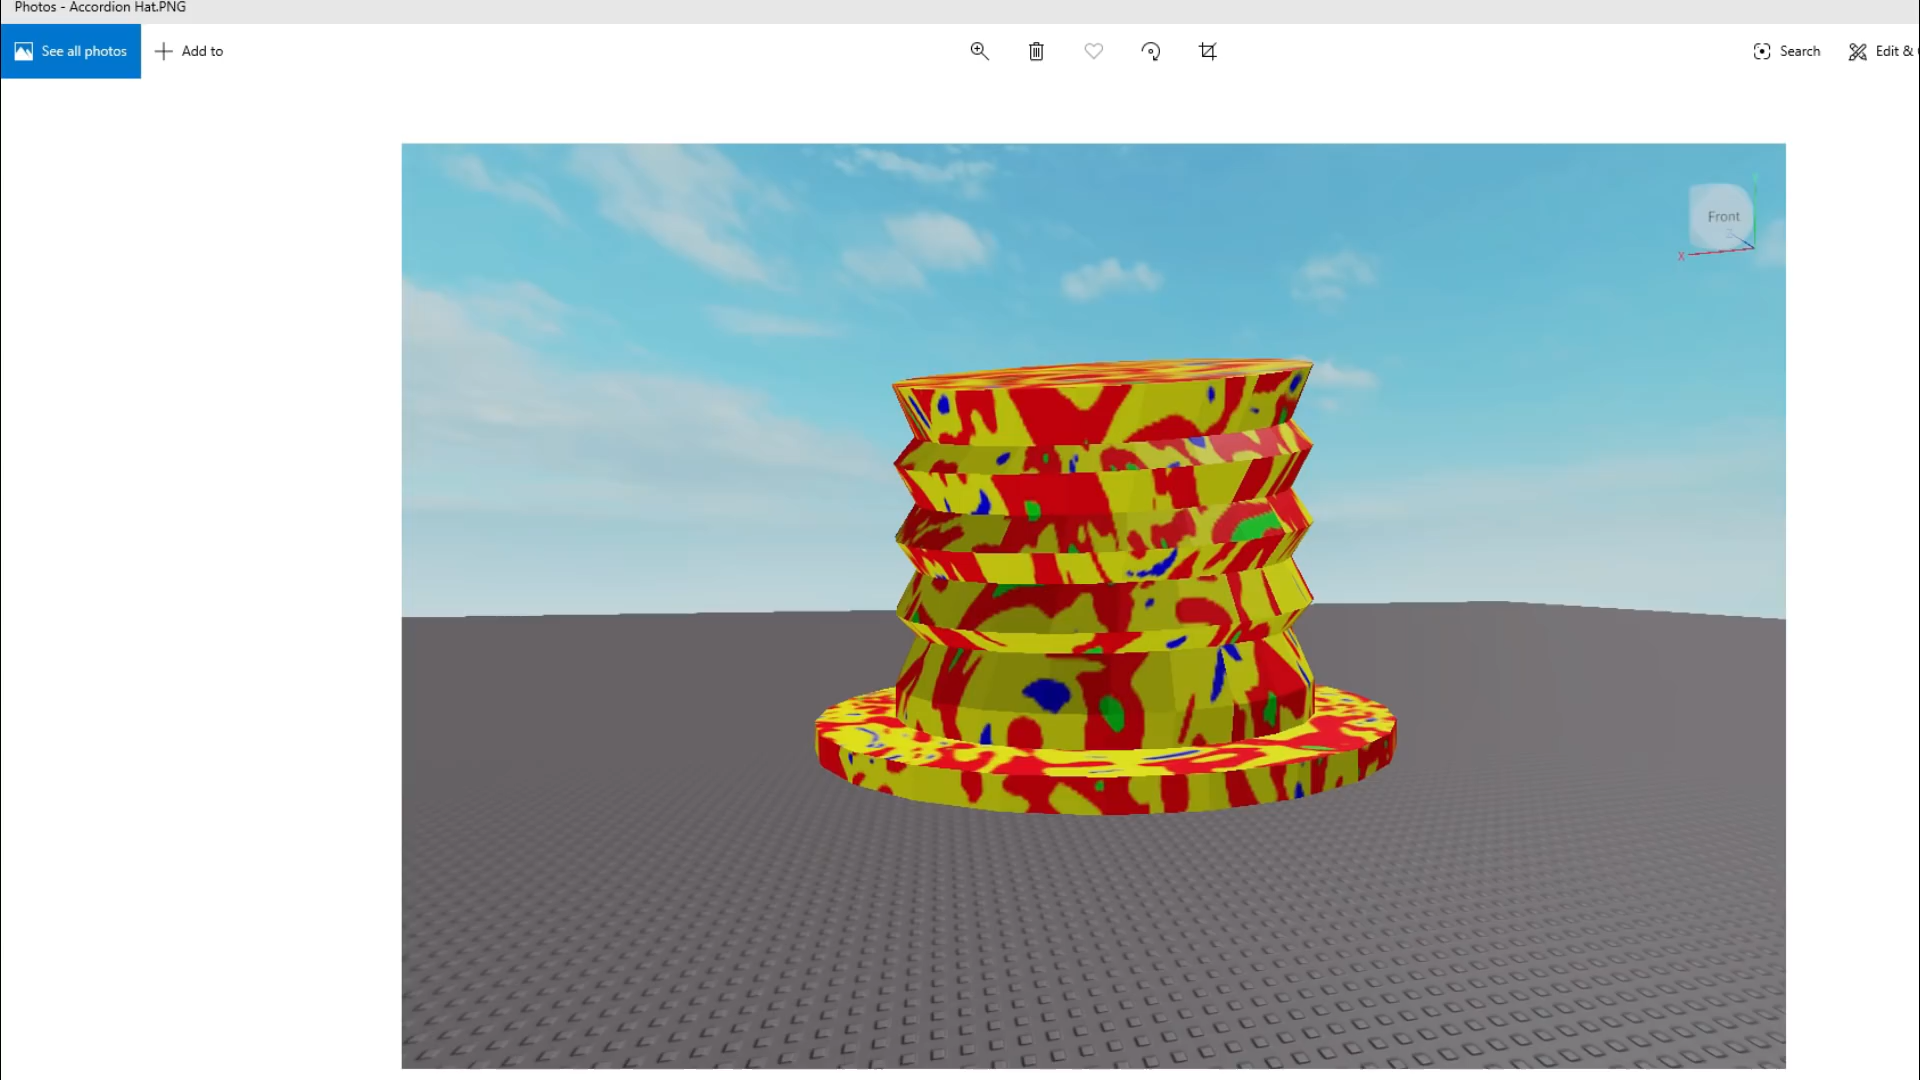 Photos - Accordion Hat.PNG
See all photos
Add to
Search
Edit &
Front
X
Z